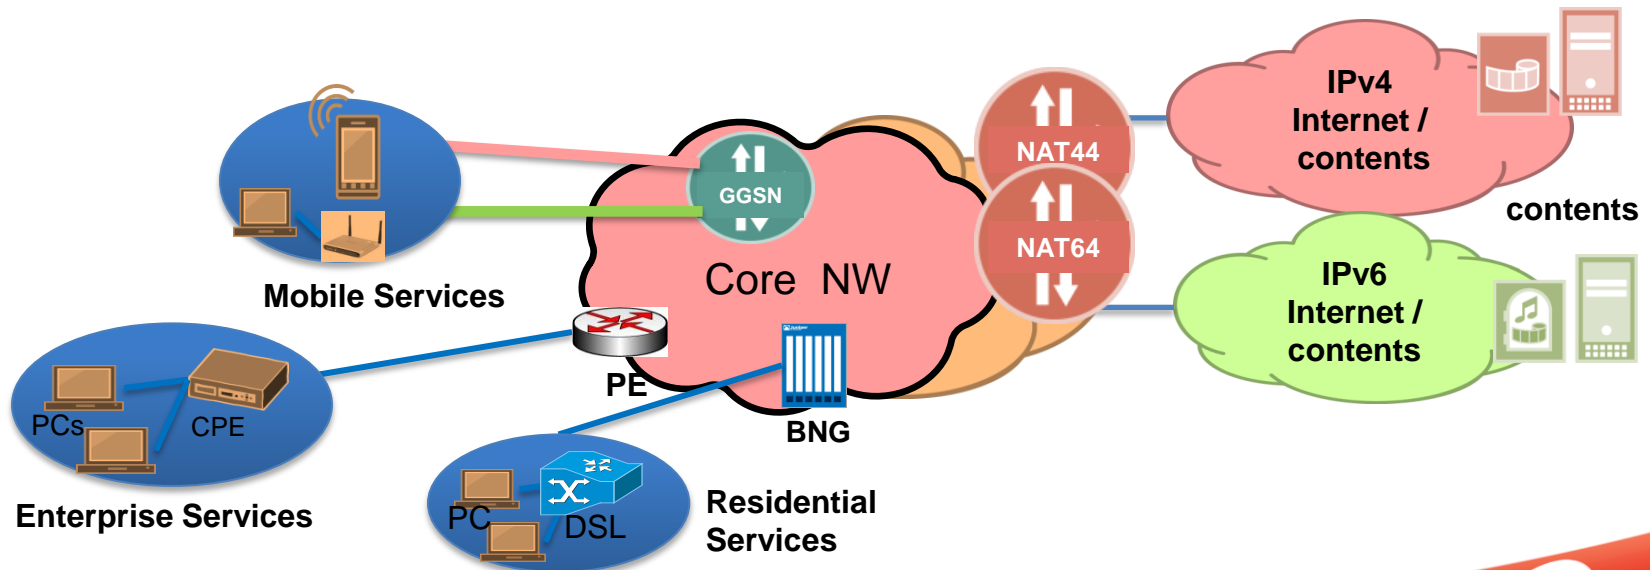 IPv4
Internet /
contents
NAT44
GGSN
contents
NAT64
Core NW
IPv6
Internet /
contents
Mobile Services
PE
PCs
CPE
BNG
Enterprise Services
PC
DSL
Residential
Services